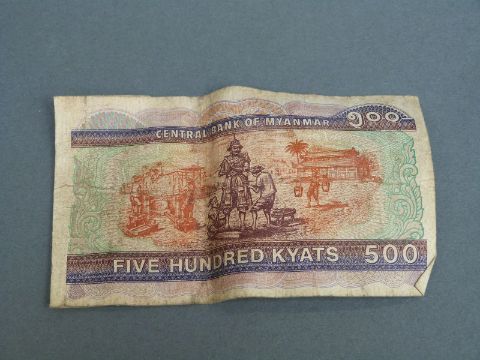 CENTRAL BANK OF MYANMAR ၅၀၀
FIVE HUNDRED KYATS 500